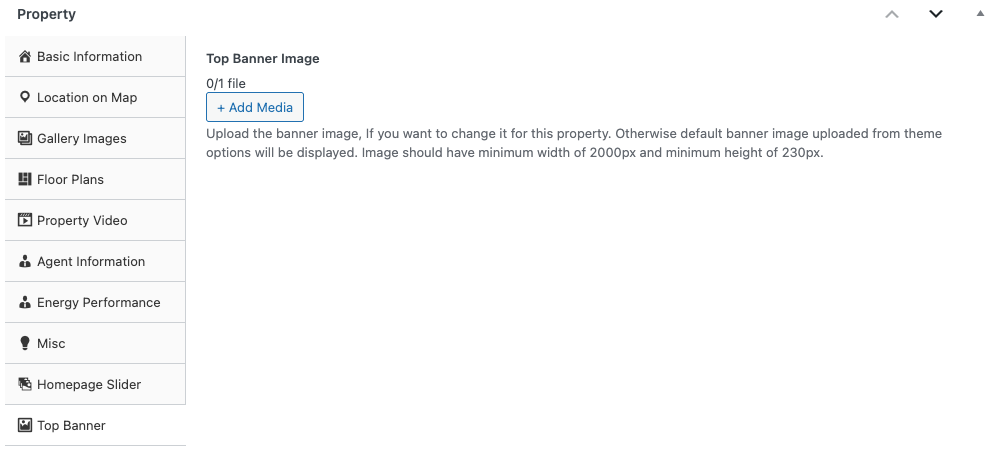 Property
Basic Information
Location on Map
Gallery Images
Floor Plans
Property Video
Agent Information
Energy Performance
Misc
Homepage Slider
Top Banner
Top Banner Image
0/1 file
+ Add Media
Upload the banner image, If you want to change it for this property. Otherwise default banner image uploaded from theme
options will be displayed. Image should have minimum width of 2000px and minimum height of 230px.